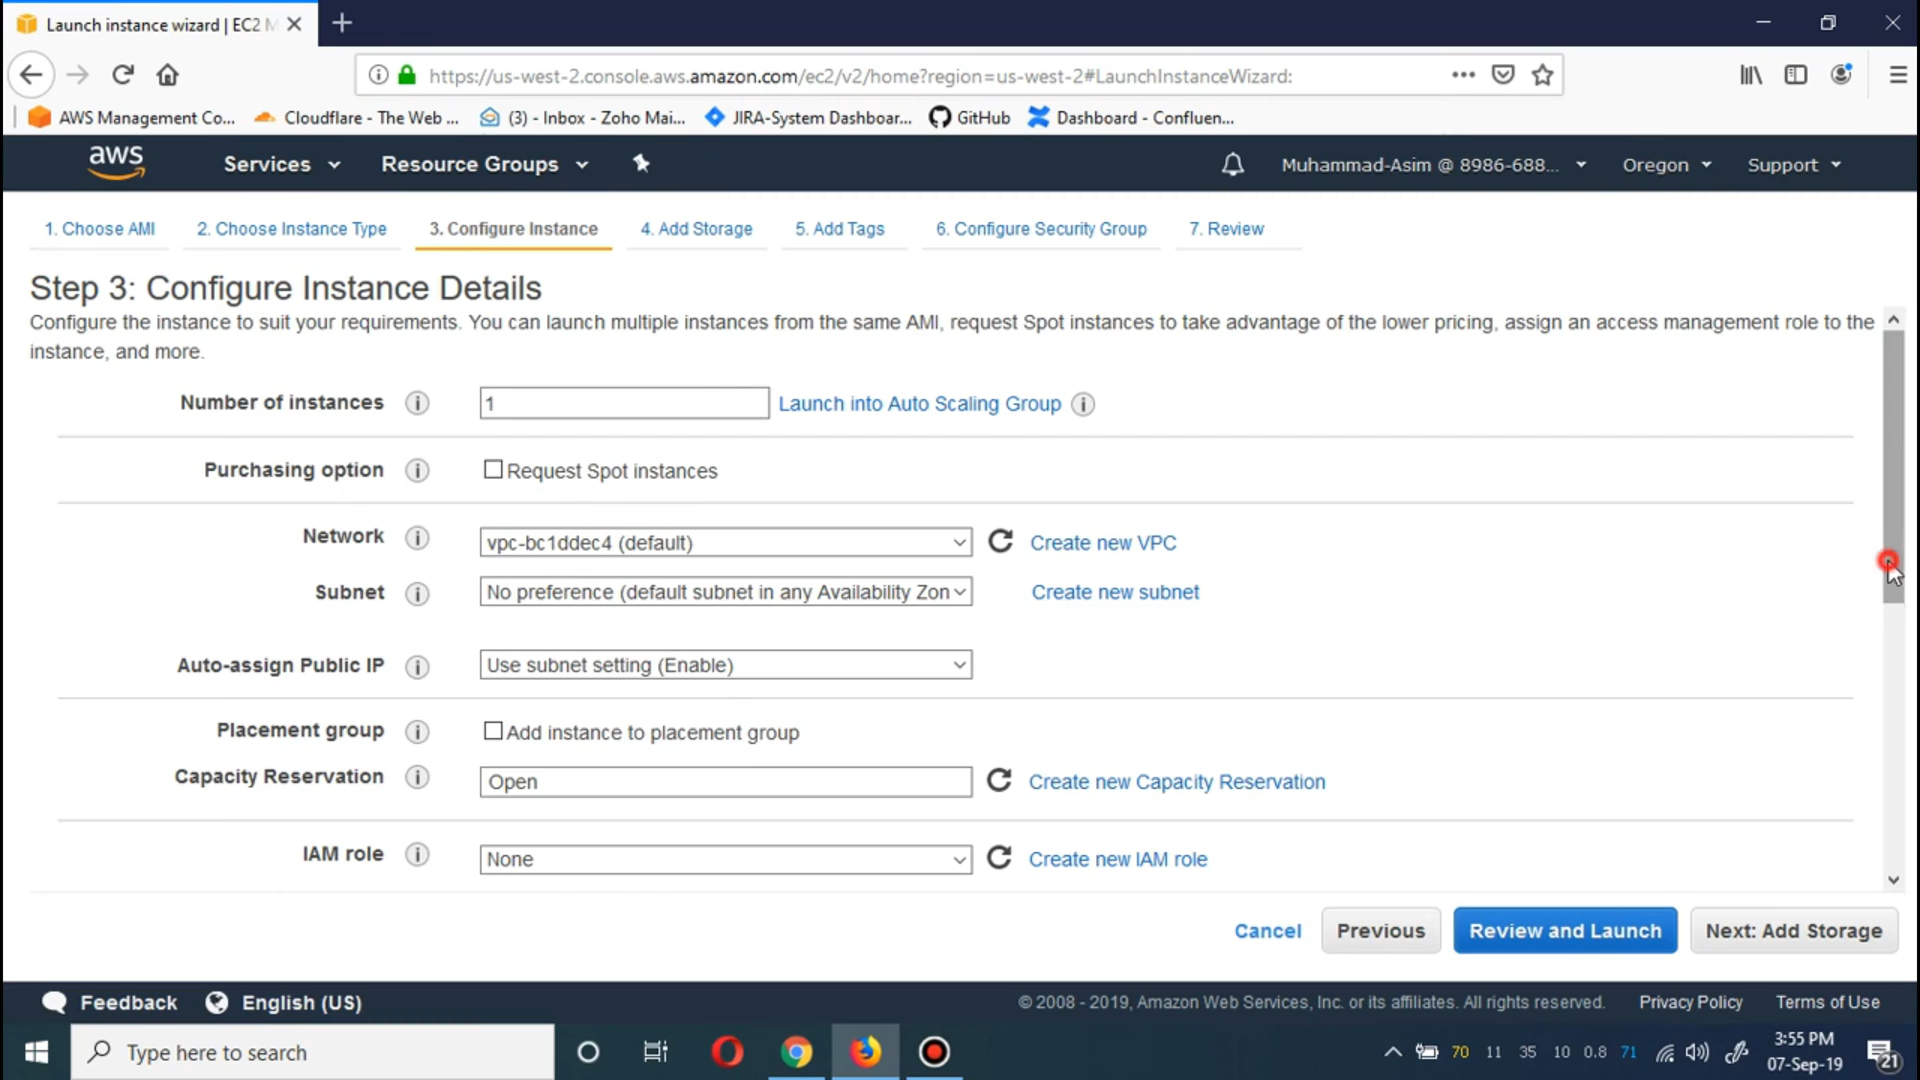 Launch instance wizard | EC2 M
https://us-west-2.console.aws.amazon.com/ec2/v2/home?region=us-west-2#LaunchInstanceWizard:
AWS Management Co... Cloudflare - The Web ... (3) - Inbox - Zoho Mai... JIRA-System Dashboar... GitHub Dashboard - Confluen...
aws Services Resource Groups Muhammad-Asim @ 8986-688... Oregon Support
1. Choose AMI 2. Choose Instance Type 3. Configure Instance 4. Add Storage 5. Add Tags 6. Configure Security Group 7. Review
Step 3: Configure Instance Details
Configure the instance to suit your requirements. You can launch multiple instances from the same AMI, request Spot instances to take advantage of the lower pricing, assign an access management role to the
instance, and more.
Number of instances i 1 Launch into Auto Scaling Group i
Purchasing option i Request Spot instances
Network i vpc-bc1ddec4 (default) Create new VPC
Subnet i No preference (default subnet in any Availability Zon Create new subnet
Auto-assign Public IP i Use subnet setting (Enable)
Placement group i Add instance to placement group
Capacity Reservation i Open Create new Capacity Reservation
IAM role i None Create new IAM role
Cancel Previous Review and Launch Next: Add Storage
Feedback English (US) © 2008 - 2019, Amazon Web Services, Inc. or its affiliates. All rights reserved. Privacy Policy Terms of Use
Type here to search 70 11 35 10 0.8 71 3:55 PM
07-Sep-19 21